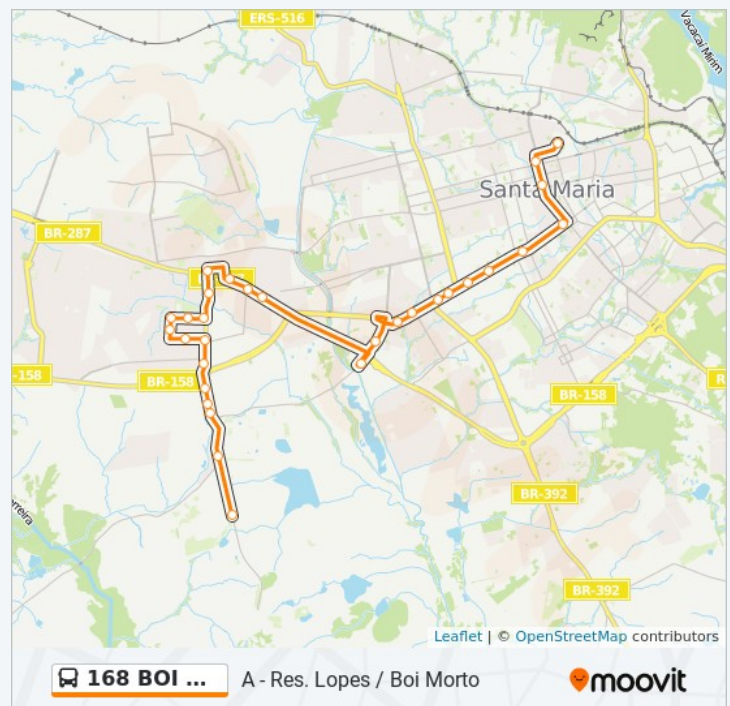 ERS-516
Vacacaí Mirim
Santa Maria
BR-287
-158
BR-158
BR-158
R
BR-392
BR-392
rreira
Leaflet | © OpenStreetMap contributors
168 BOI ...
A - Res. Lopes / Boi Morto
moovit